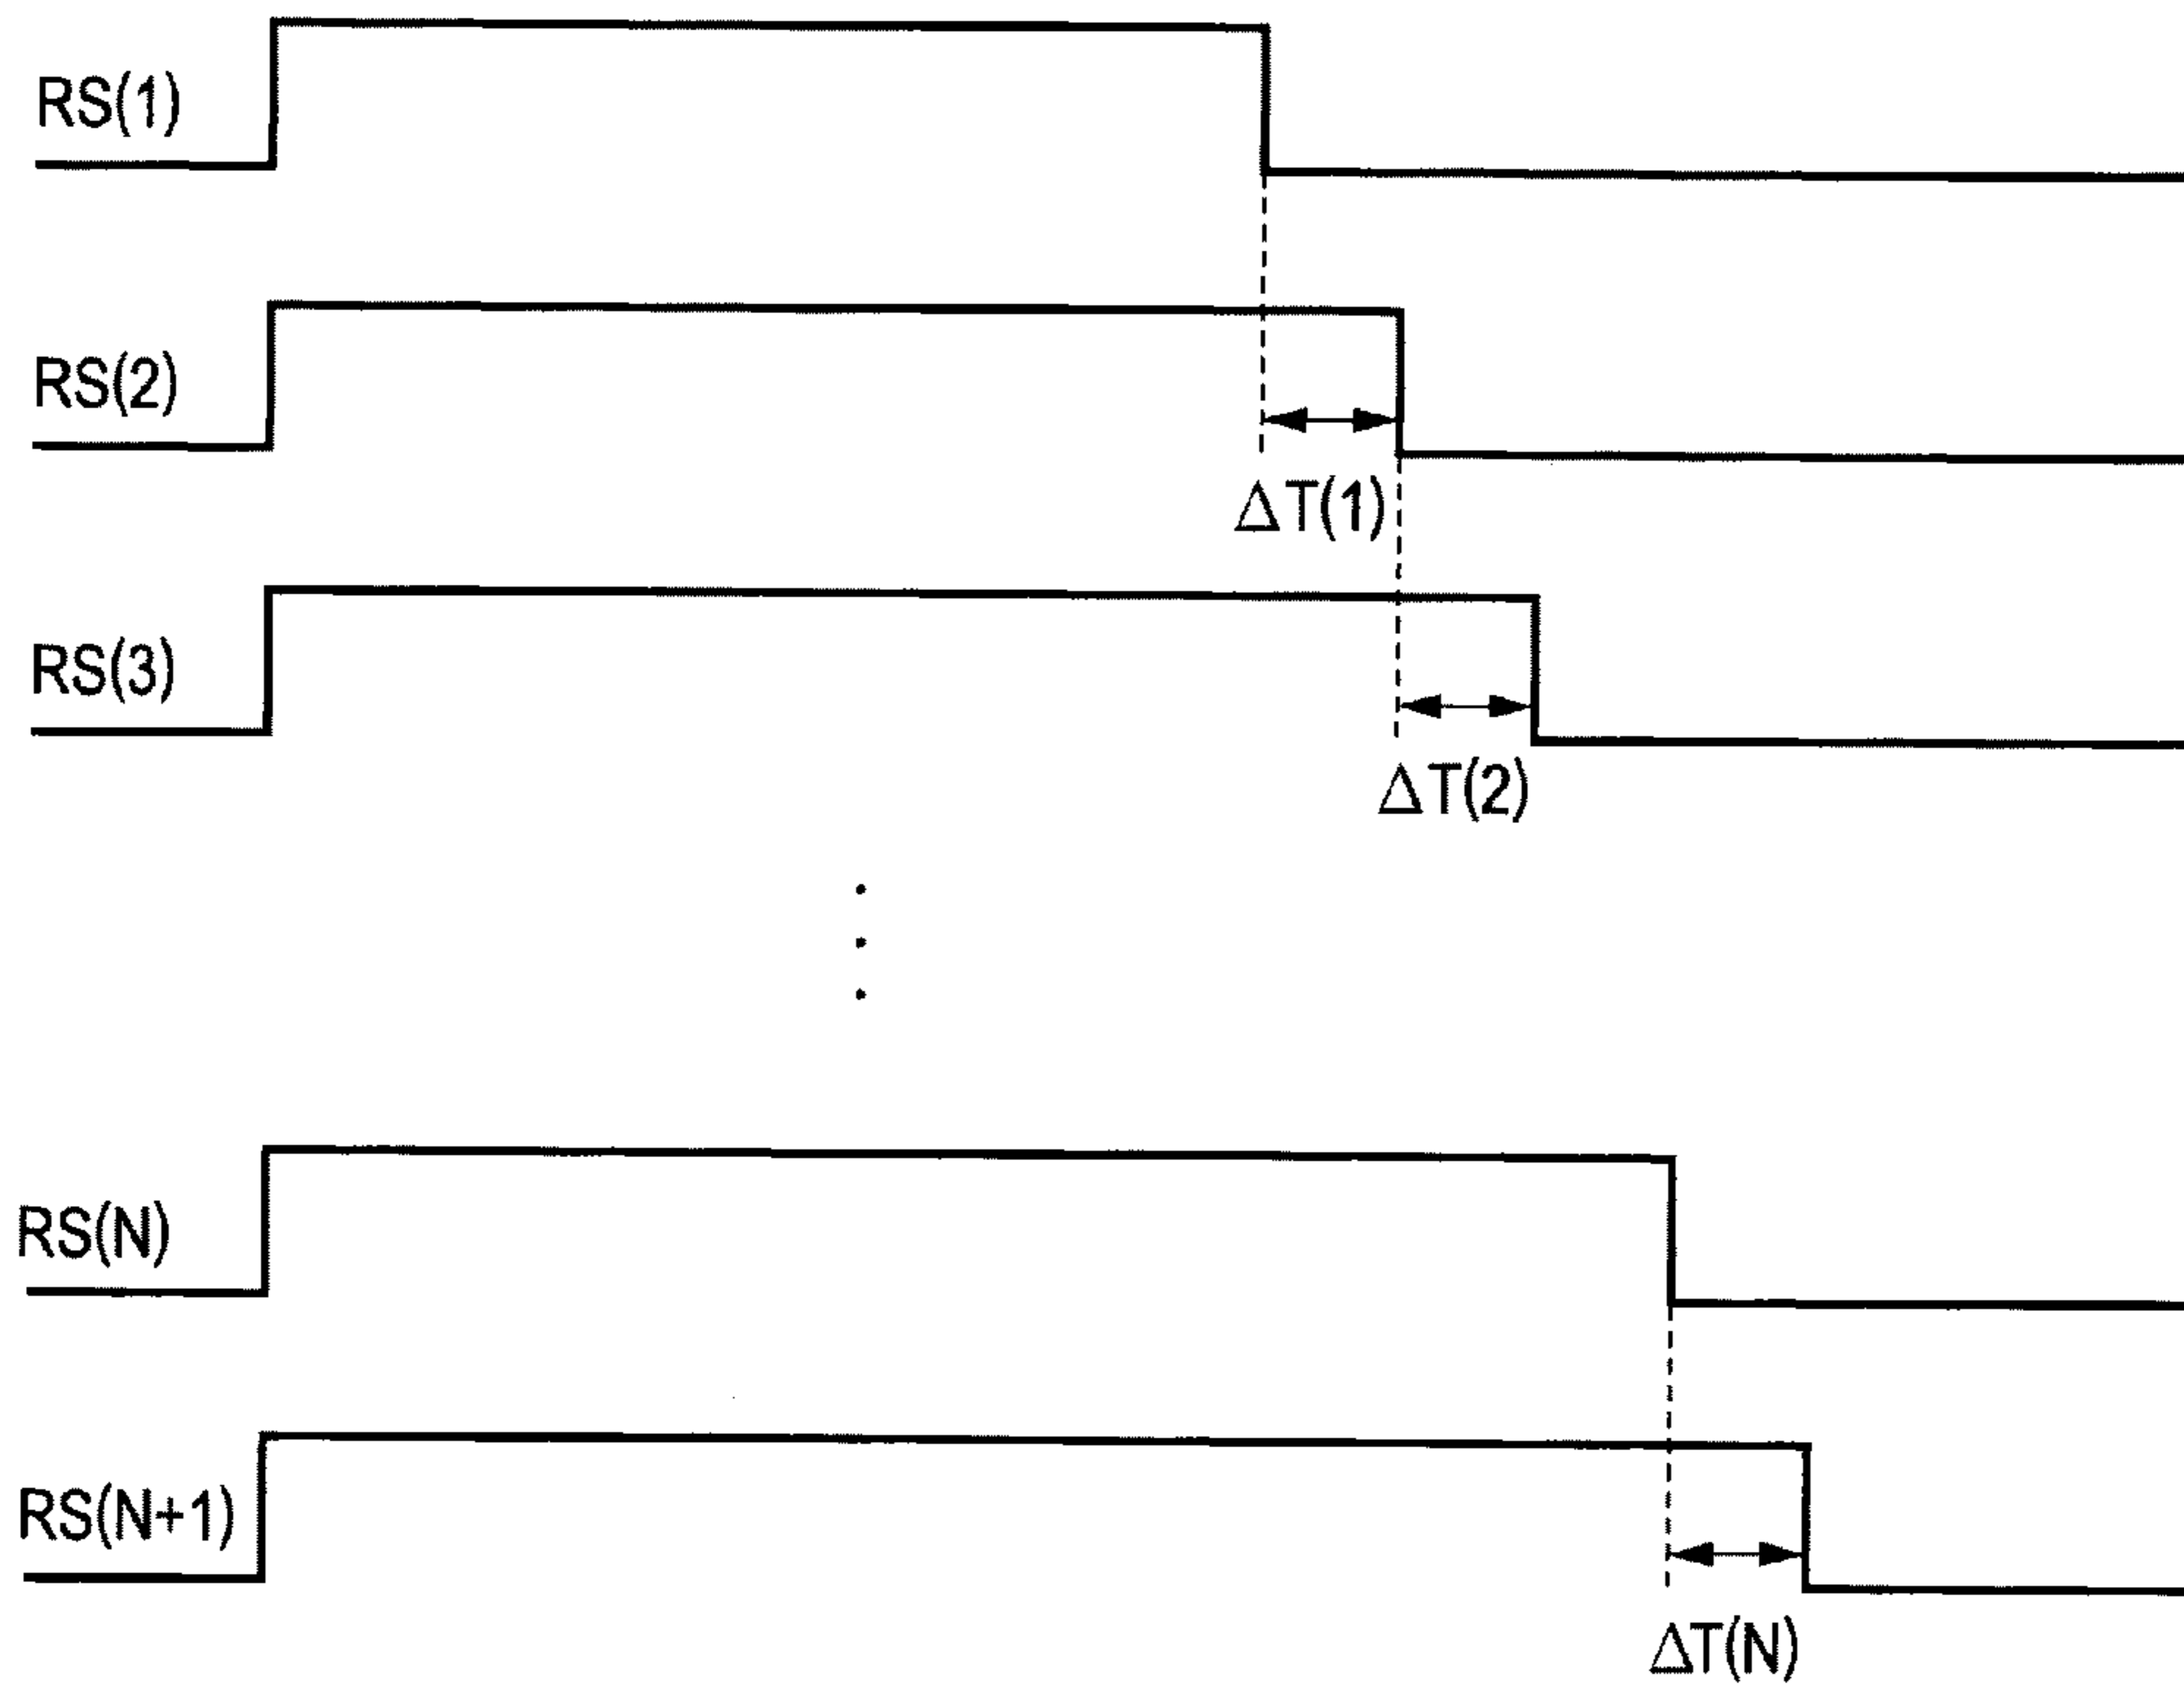 RS(1)
RS(2)
ΔT(1)
RS(3)
ΔT(2)
RS(N)
RS(N+1)
ΔT(N)